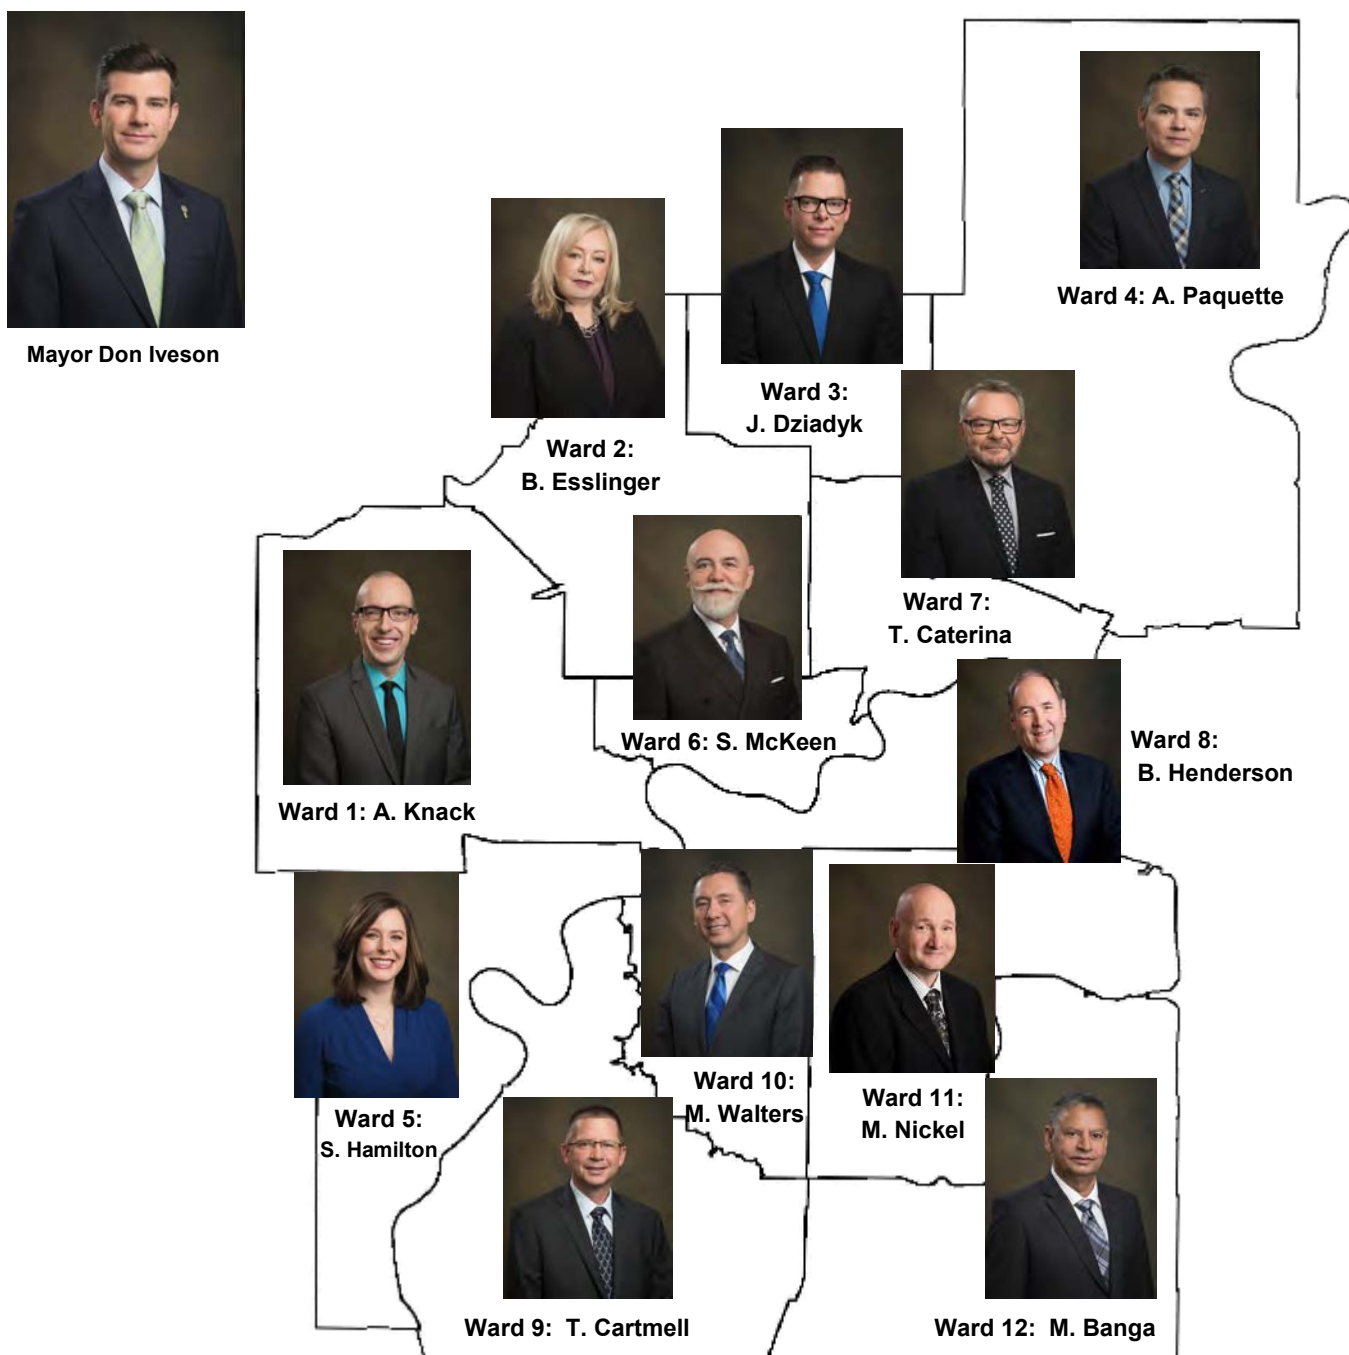 Mayor Don Iveson
Ward 4: A. Paquette
Ward 3:
J. Dziadyk
Ward 2:
B. Esslinger
Ward 7:
T. Caterina
Ward 6: S. McKeen
Ward 8:
B. Henderson
Ward 1: A. Knack
Ward 10:
M. Walters
Ward 11:
M. Nickel
Ward 5:
S. Hamilton
Ward 9: T. Cartmell
Ward 12: M. Banga